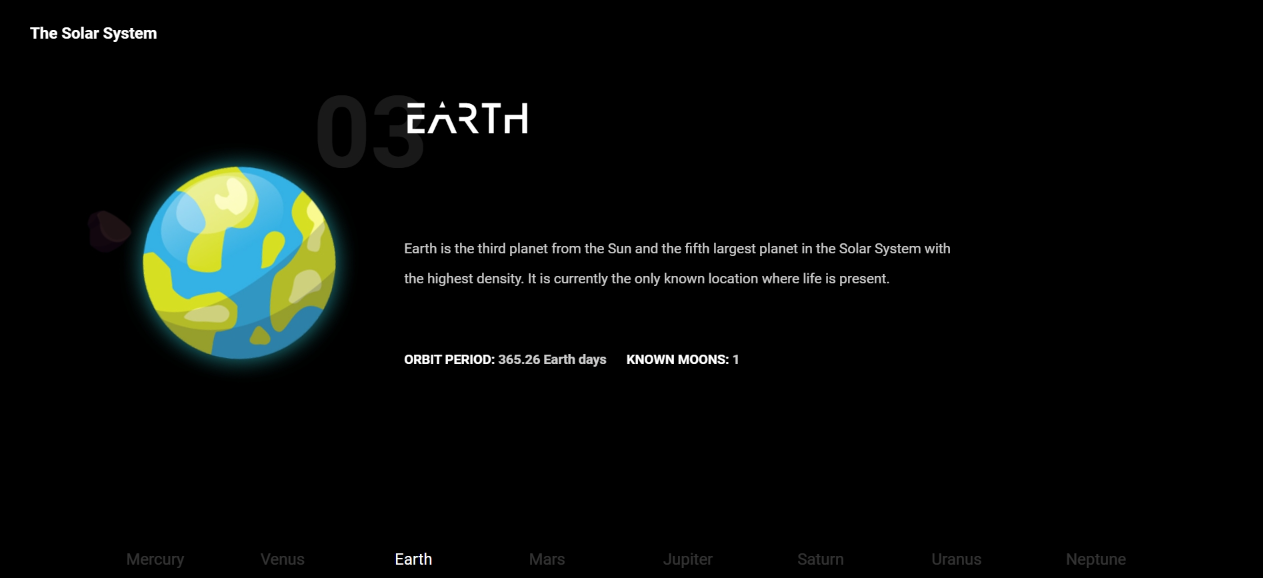 The Solar System
03
EARTH
Earth is the third planet from the Sun and the fifth largest planet in the Solar System with
the highest density. It is currently the only known location where life is present.
ORBIT PERIOD: 365.26 Earth days KNOWN MOONS: 1
Mercury Venus Earth Mars Jupiter Saturn Uranus Neptune